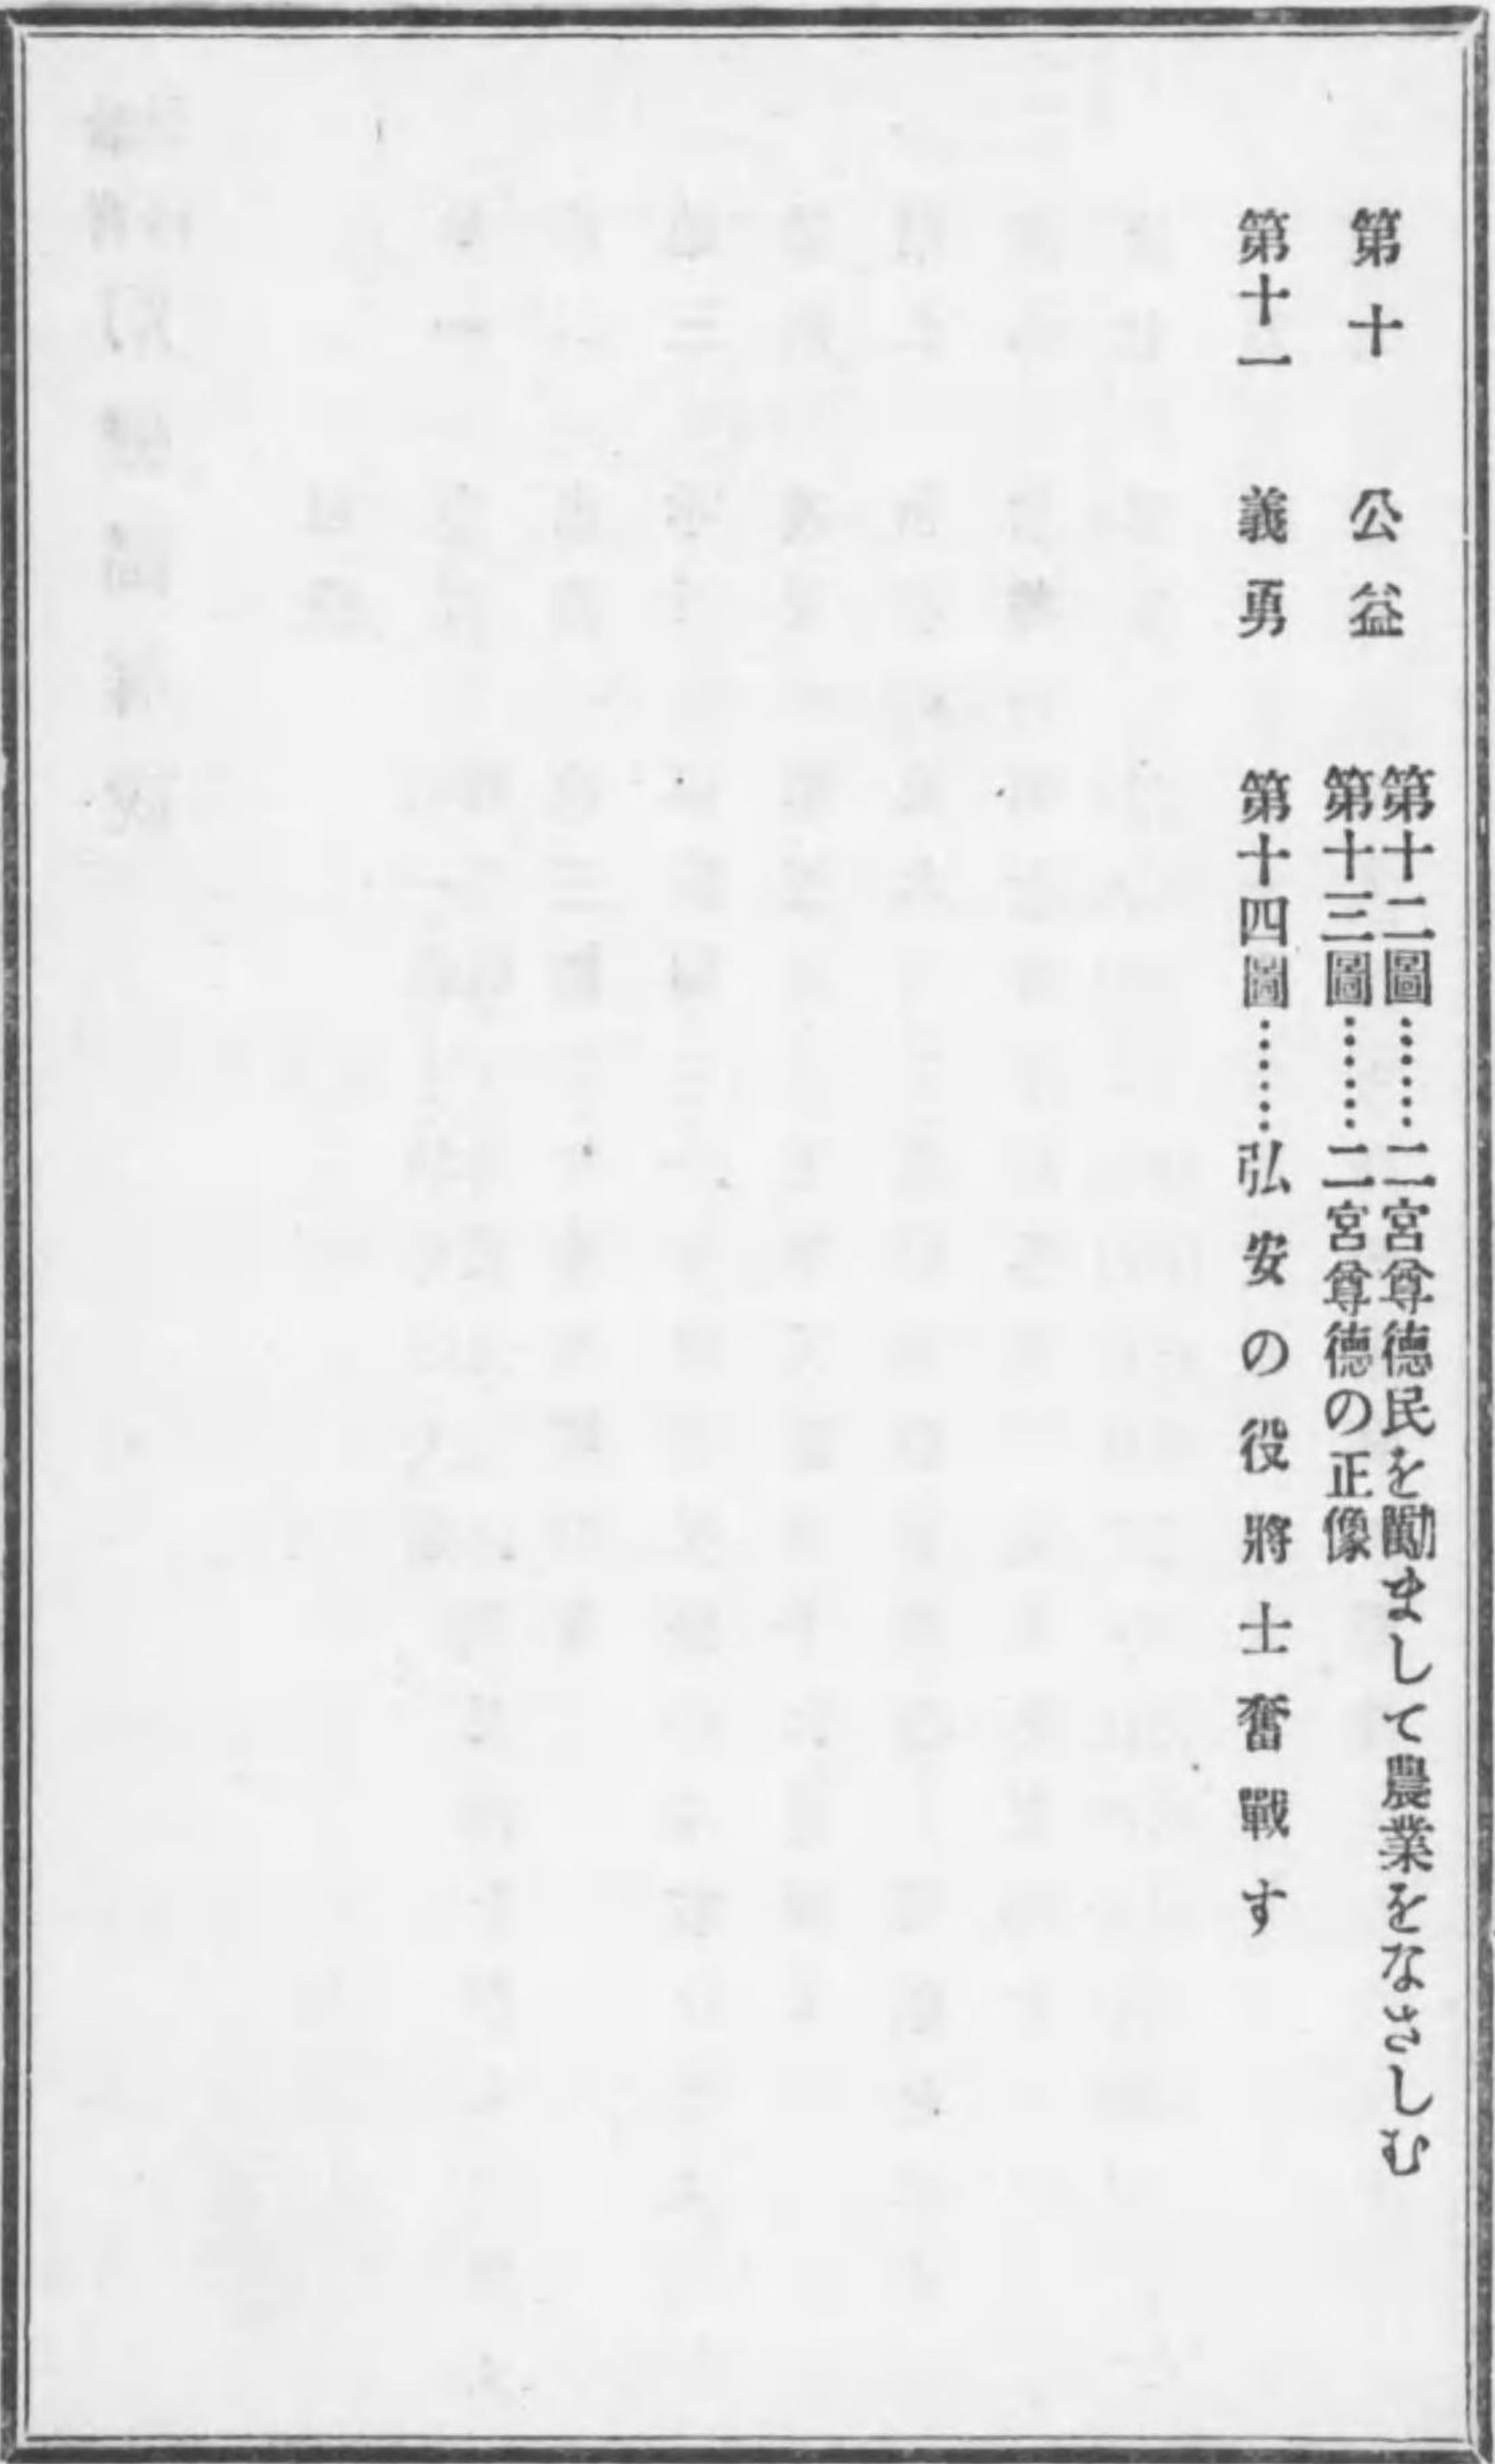 第十 公益 第十二圖……二宮尊德民を勵まして農業をなさしむ
第十三圖……二宮尊德の正像
第十一 義勇 第十四圖……弘安の役將士奮戰す